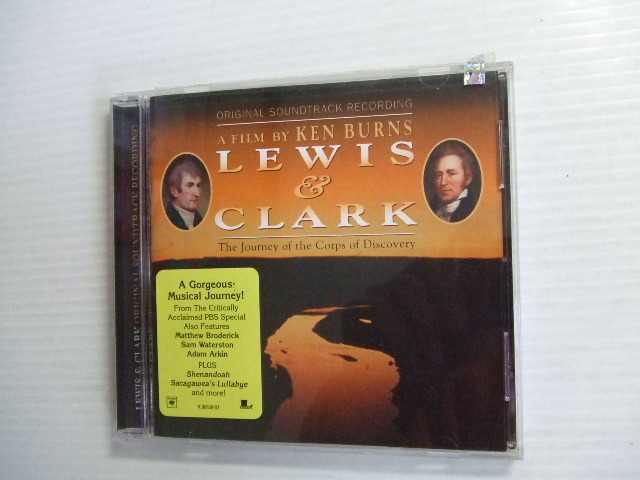 ORIGINAL SOUNDTRACK RECORDING
A FILM BY KEN BURNS
LEWIS
&
CLARK
The Journey of the Corps of Discovery
A Gorgeous
Musical Journey!
From The Critically
Acclaimed PBS Special
Also Features
Matthew Broderick
Sam Waterston
Adam Arkin
PLUS
Shenandoah
Sacagawea's Lullabye
and more!
LEWIS & CLARK ORIGINAL SOUNDTRACK RECORDING